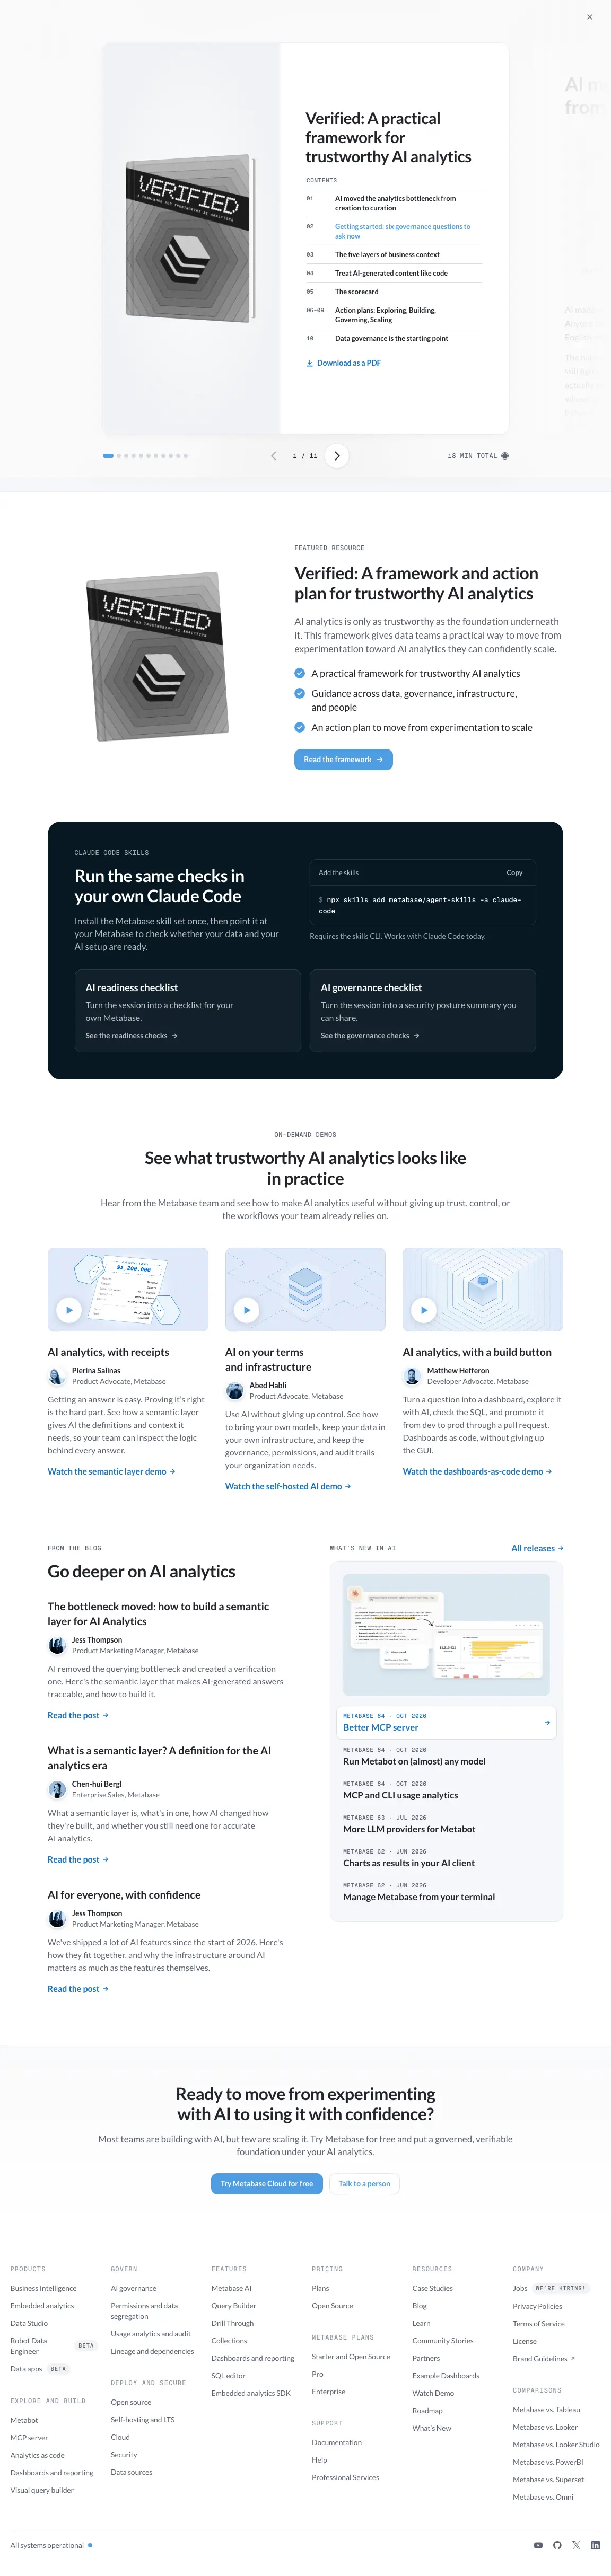 Verified: A practical
framework for
trustworthy AI analytics
VERIFIED
A FRAMEWORK FOR TRUSTWORTHY AI ANALYTICS
CONTENTS
01 AI moved the analytics bottleneck from
creation to curation
02 Getting started: six governance questions to
ask now
03 The five layers of business context
04 Treat AI-generated content like code
05 The scorecard
06–09 Action plans: Exploring, Building,
Governing, Scaling
10 Data governance is the starting point
Download as a PDF
1 / 11
18 MIN TOTAL
FEATURED RESOURCE
Verified: A framework and action
plan for trustworthy AI analytics
VERIFIED
A FRAMEWORK FOR TRUSTWORTHY AI ANALYTICS
AI analytics is only as trustworthy as the foundation underneath
it. This framework gives data teams a practical way to move from
experimentation toward AI analytics they can confidently scale.
A practical framework for trustworthy AI analytics
Guidance across data, governance, infrastructure,
and people
An action plan to move from experimentation to scale
Read the framework →
CLAUDE CODE SKILLS
Run the same checks in
your own Claude Code
Install the Metabase skill set once, then point it at
your Metabase to check whether your data and your
AI setup are ready.
Add the skills Copy
$ npx skills add metabase/agent-skills -a claude-
code
Requires the skills CLI. Works with Claude Code today.
AI readiness checklist
Turn the session into a checklist for your
own Metabase.
See the readiness checks →
AI governance checklist
Turn the session into a security posture summary you
can share.
See the governance checks →
ON-DEMAND DEMOS
See what trustworthy AI analytics looks like
in practice
Hear from the Metabase team and see how to make AI analytics useful without giving up trust, control, or
the workflows your team already relies on.
$1,200,000
AI analytics, with receipts
Pierina Salinas
Product Advocate, Metabase
Getting an answer is easy. Proving it's right
is the hard part. See how a semantic layer
gives AI the definitions and context it
needs, so your team can inspect the logic
behind every answer.
Watch the semantic layer demo →
AI on your terms
and infrastructure
Abed Habli
Product Advocate, Metabase
Use AI without giving up control. See how
to bring your own models, keep your data in
your own infrastructure, and keep the
governance, permissions, and audit trails
your organization needs.
Watch the self-hosted AI demo →
AI analytics, with a build button
Matthew Hefferon
Developer Advocate, Metabase
Turn a question into a dashboard, explore it
with AI, check the SQL, and promote it
from dev to prod through a pull request.
Dashboards as code, without giving up
the GUI.
Watch the dashboards-as-code demo →
FROM THE BLOG
Go deeper on AI analytics
The bottleneck moved: how to build a semantic
layer for AI Analytics
Jess Thompson
Product Marketing Manager, Metabase
AI removed the querying bottleneck and created a verification
one. Here's the semantic layer that makes AI-generated answers
traceable, and how to build it.
Read the post →
What is a semantic layer? A definition for the AI
analytics era
Chen-hui Bergl
Enterprise Sales, Metabase
What a semantic layer is, what's in one, how AI changed how
they're built, and whether you still need one for accurate
AI analytics.
Read the post →
AI for everyone, with confidence
Jess Thompson
Product Marketing Manager, Metabase
We've shipped a lot of AI features since the start of 2026. Here's
how they fit together, and why the infrastructure around AI
matters as much as the features themselves.
Read the post →
WHAT'S NEW IN AI
All releases →
METABASE 64 · OCT 2026
Better MCP server
METABASE 64 · OCT 2026
Run Metabot on (almost) any model
METABASE 64 · OCT 2026
MCP and CLI usage analytics
METABASE 63 · JUL 2026
More LLM providers for Metabot
METABASE 62 · JUN 2026
Charts as results in your AI client
METABASE 62 · JUN 2026
Manage Metabase from your terminal
Ready to move from experimenting
with AI to using it with confidence?
Most teams are building with AI, but few are scaling it. Try Metabase for free and put a governed, verifiable
foundation under your AI analytics.
Try Metabase Cloud for free
Talk to a person
PRODUCTS
Business Intelligence
Embedded analytics
Data Studio
Robot Data
Engineer BETA
Data apps BETA
EXPLORE AND BUILD
Metabot
MCP server
Analytics as code
Dashboards and reporting
Visual query builder
GOVERN
AI governance
Permissions and data
segregation
Usage analytics and audit
Lineage and dependencies
DEPLOY AND SECURE
Open source
Self-hosting and LTS
Cloud
Security
Data sources
FEATURES
Metabase AI
Query Builder
Drill Through
Collections
Dashboards and reporting
SQL editor
Embedded analytics SDK
PRICING
Plans
Open Source
METABASE PLANS
Starter and Open Source
Pro
Enterprise
SUPPORT
Documentation
Help
Professional Services
RESOURCES
Case Studies
Blog
Learn
Community Stories
Partners
Example Dashboards
Watch Demo
Roadmap
What's New
COMPANY
Jobs WE'RE HIRING!
Privacy Policies
Terms of Service
License
Brand Guidelines ↗
COMPARISONS
Metabase vs. Tableau
Metabase vs. Looker
Metabase vs. Looker Studio
Metabase vs. PowerBI
Metabase vs. Superset
Metabase vs. Omni
All systems operational